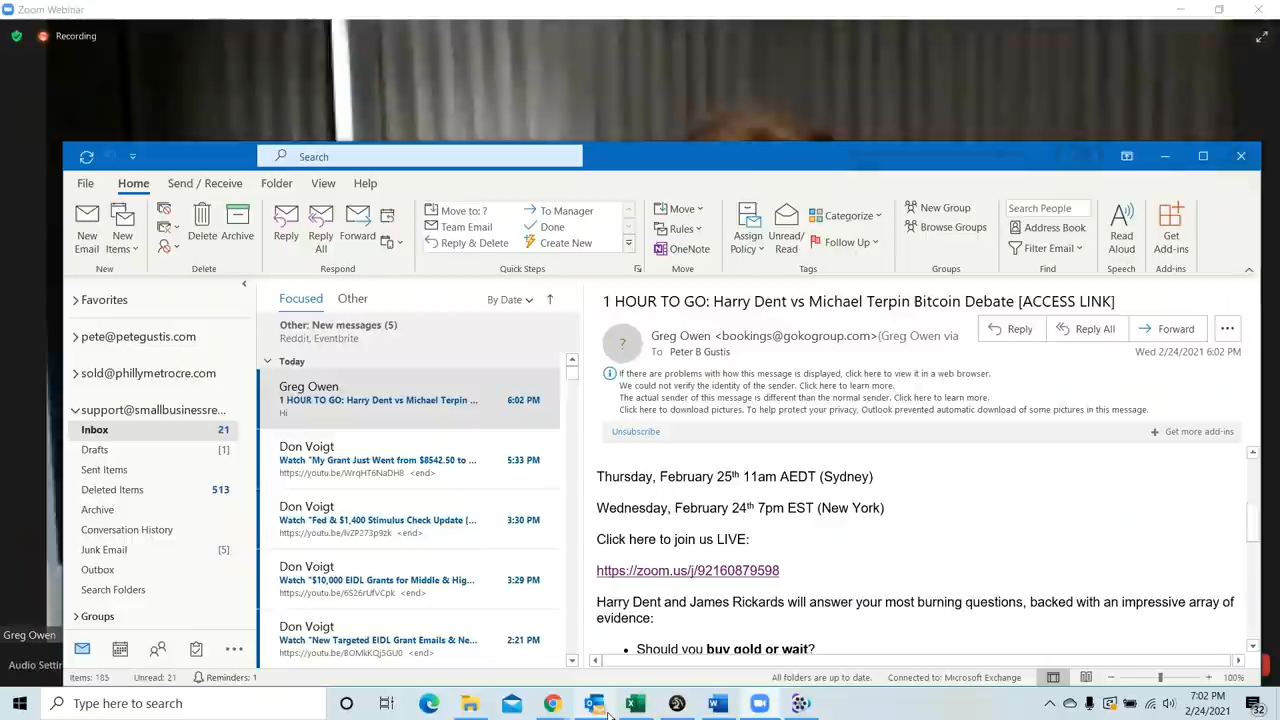 Zoom Webinar
Recording
Search
File Home Send / Receive Folder View Help
New Email
New Items
Delete
Archive
Reply
Reply All
Forward
Move to: ?
Team Email
Reply & Delete
To Manager
Done
Create New
Move
Rules
OneNote
Assign Policy
Unread/ Read
Categorize
Follow Up
New Group
Browse Groups
Search People
Address Book
Filter Email
Read Aloud
Get Add-ins
New Delete Respond Quick Steps Move Tags Groups Find Speech Add-ins
Favorites
pete@petegustis.com
sold@phillymetrocre.com
support@smallbusinessre...
Inbox 21
Drafts [1]
Sent Items
Deleted Items 513
Archive
Conversation History
Junk Email [5]
Outbox
Search Folders
Groups
Focused Other By Date
Other: New messages (5)
Reddit, Eventbrite
Today
Greg Owen
1 HOUR TO GO: Harry Dent vs Michael Terpin ... 6:02 PM
Hi
Don Voigt
Watch "My Grant Just Went from $8542.50 to ... 5:33 PM
https://youtu.be/WrqHT6NaDH8 <end>
Don Voigt
Watch "Fed & $1,400 Stimulus Check Update [... 3:30 PM
https://youtu.be/lvZP273p9zk <end>
Don Voigt
Watch "$10,000 EIDL Grants for Middle & Hig... 3:29 PM
https://youtu.be/6S26rUfVCpk <end>
Don Voigt
Watch "New Targeted EIDL Grant Emails & Ne... 2:21 PM
https://youtu.be/BOMkKQj5GU0 <end>
1 HOUR TO GO: Harry Dent vs Michael Terpin Bitcoin Debate [ACCESS LINK]
?
Greg Owen <bookings@gokogroup.com>(Greg Owen via
To Peter B Gustis
Reply Reply All Forward
Wed 2/24/2021 6:02 PM
If there are problems with how this message is displayed, click here to view it in a web browser.
We could not verify the identity of the sender. Click here to learn more.
The actual sender of this message is different than the normal sender. Click here to learn more.
Click here to download pictures. To help protect your privacy, Outlook prevented automatic download of some pictures in this message.
Unsubscribe + Get more add-ins
Thursday, February 25th 11am AEDT (Sydney)
Wednesday, February 24th 7pm EST (New York)
Click here to join us LIVE:
https://zoom.us/j/92160879598
Harry Dent and James Rickards will answer your most burning questions, backed with an impressive array of
evidence:
• Should you buy gold or wait?
Greg Owen
Audio Setti
Items: 185 Unread: 21 Reminders: 1 All folders are up to date. Connected to: Microsoft Exchange 100%
Type here to search
7:02 PM
2/24/2021
32